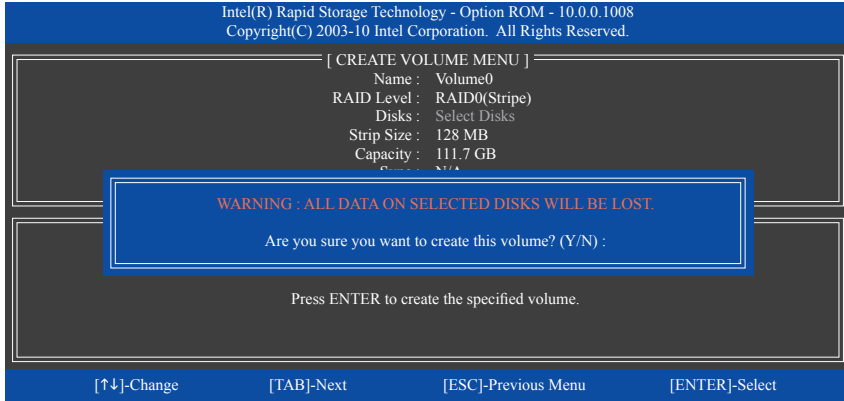 Intel(R) Rapid Storage Technology - Option ROM - 10.0.0.1008
Copyright(C) 2003-10 Intel Corporation. All Rights Reserved.
[ CREATE VOLUME MENU ]
Name : Volume0
RAID Level : RAID0(Stripe)
Disks : Select Disks
Strip Size : 128 MB
Capacity : 111.7 GB
Sync : N/A
WARNING : ALL DATA ON SELECTED DISKS WILL BE LOST.
Are you sure you want to create this volume? (Y/N) :
Press ENTER to create the specified volume.
[↑↓]-Change [TAB]-Next [ESC]-Previous Menu [ENTER]-Select